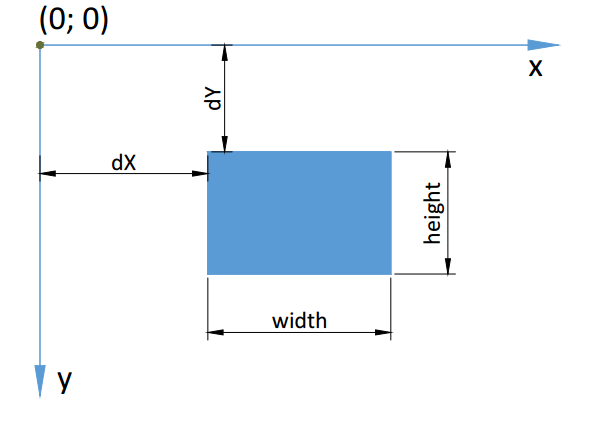 (0; 0)
x
dY
dX
height
width
y